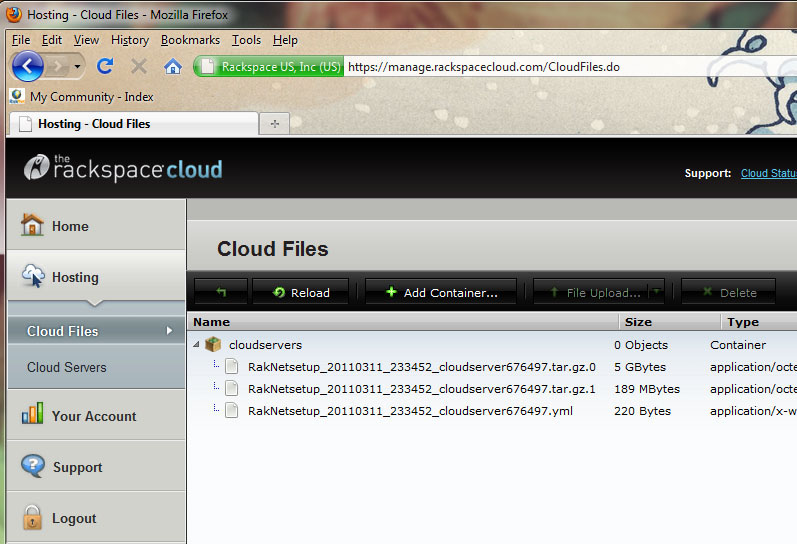 Hosting - Cloud Files - Mozilla Firefox
File Edit View History Bookmarks Tools Help
Rackspace US, Inc (US) https://manage.rackspacecloud.com/CloudFiles.do
My Community - Index
Hosting - Cloud Files
the rackspacecloud
Support: Cloud Statu
Home
Cloud Files
Hosting
Reload Add Container... File Upload... Delete
Name Size Type
Cloud Files
cloudservers 0 Objects Container
Cloud Servers
RakNetsetup_20110311_233452_cloudserver676497.tar.gz.0 5 GBytes application/octe
RakNetsetup_20110311_233452_cloudserver676497.tar.gz.1 189 MBytes application/octe
RakNetsetup_20110311_233452_cloudserver676497.yml 220 Bytes application/x-w
Your Account
Support
Logout